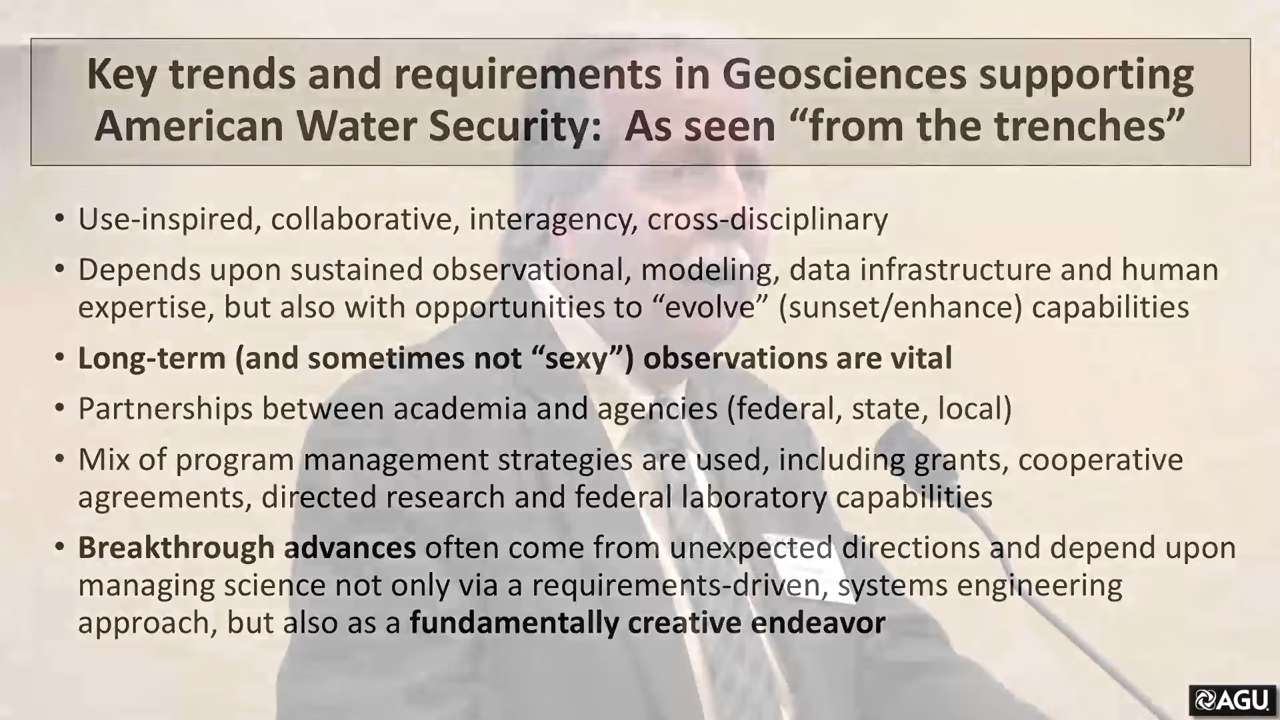 Key trends and requirements in Geosciences supporting
American Water Security:  As seen “from the trenches”
• Use-inspired, collaborative, interagency, cross-disciplinary
• Depends upon sustained observational, modeling, data infrastructure and human
expertise, but also with opportunities to “evolve” (sunset/enhance) capabilities
• Long-term (and sometimes not “sexy”) observations are vital
• Partnerships between academia and agencies (federal, state, local)
• Mix of program management strategies are used, including grants, cooperative
agreements, directed research and federal laboratory capabilities
• Breakthrough advances often come from unexpected directions and depend upon
managing science not only via a requirements-driven, systems engineering
approach, but also as a fundamentally creative endeavor
AGU